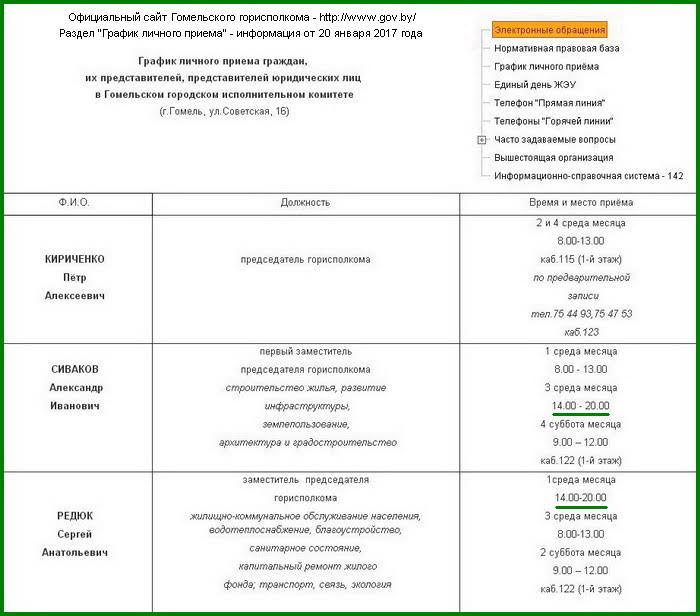 Официальный сайт Гомельского горисполкома - http://www.gov.by/
Раздел "График личного приема" - информация от 20 января 2017 года
График личного приема граждан,
их представителей, представителей юридических лиц
в Гомельском городском исполнительном комитете
(г.Гомель, ул.Советская, 16)
Электронные обращения
Нормативная правовая база
График личного приёма
Единый день ЖЭУ
Телефон "Прямая линия"
Телефоны "Горячей линии"
Часто задаваемые вопросы
Вышестоящая организация
Информационно-справочная система - 142
Ф.И.О.
Должность
Время и место приёма
КИРИЧЕНКО
Пётр
Алексеевич
председатель горисполкома
2 и 4 среда месяца
8.00-13.00
каб.115 (1-й этаж)
по предварительной
записи
тел.75 44 93,75 47 53
каб.123
СИВАКОВ
Александр
Иванович
первый заместитель
председателя горисполкома
строительство жилья, развитие
инфраструктуры,
землепользование,
архитектура и градостроительство
1 среда месяца
8.00 - 13.00
3 среда месяца
14.00 - 20.00
4 суббота месяца
9.00 – 12.00
каб.122 (1-й этаж)
РЕДЮК
Сергей
Анатольевич
заместитель председателя
горисполкома
жилищно-коммунальное обслуживание населения,
водотеплоснабжение, благоустройство,
санитарное состояние,
капитальный ремонт жилого
фонда; транспорт, связь, экология
1среда месяца
14.00-20.00
3 среда месяца
8.00-13.00
2 суббота месяца
9.00 – 12.00
каб.122 (1-й этаж)